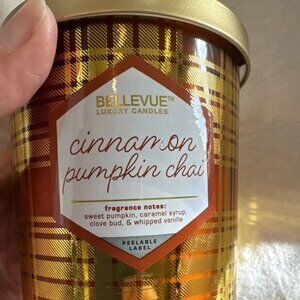 BELLEVUE™
LUXURY CANDLES
cinnamon
pumpkin chai
fragrance notes:
sweet pumpkin, caramel syrup,
clove bud, & whipped vanilla
PEELABLE
LABEL